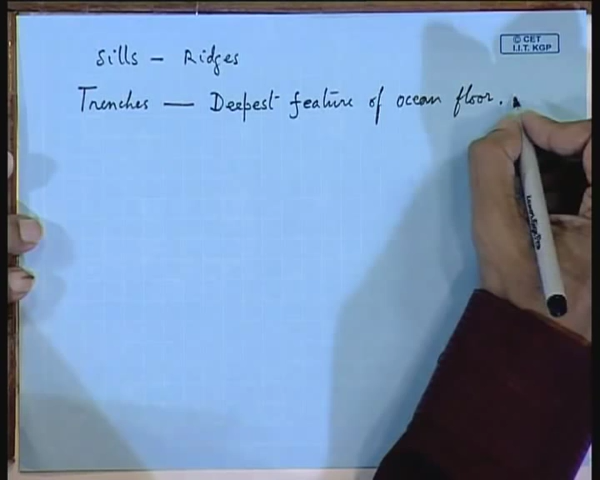 © CET
I.I.T. KGP
Sills - Ridges
Trenches — Deepest feature of ocean floor.